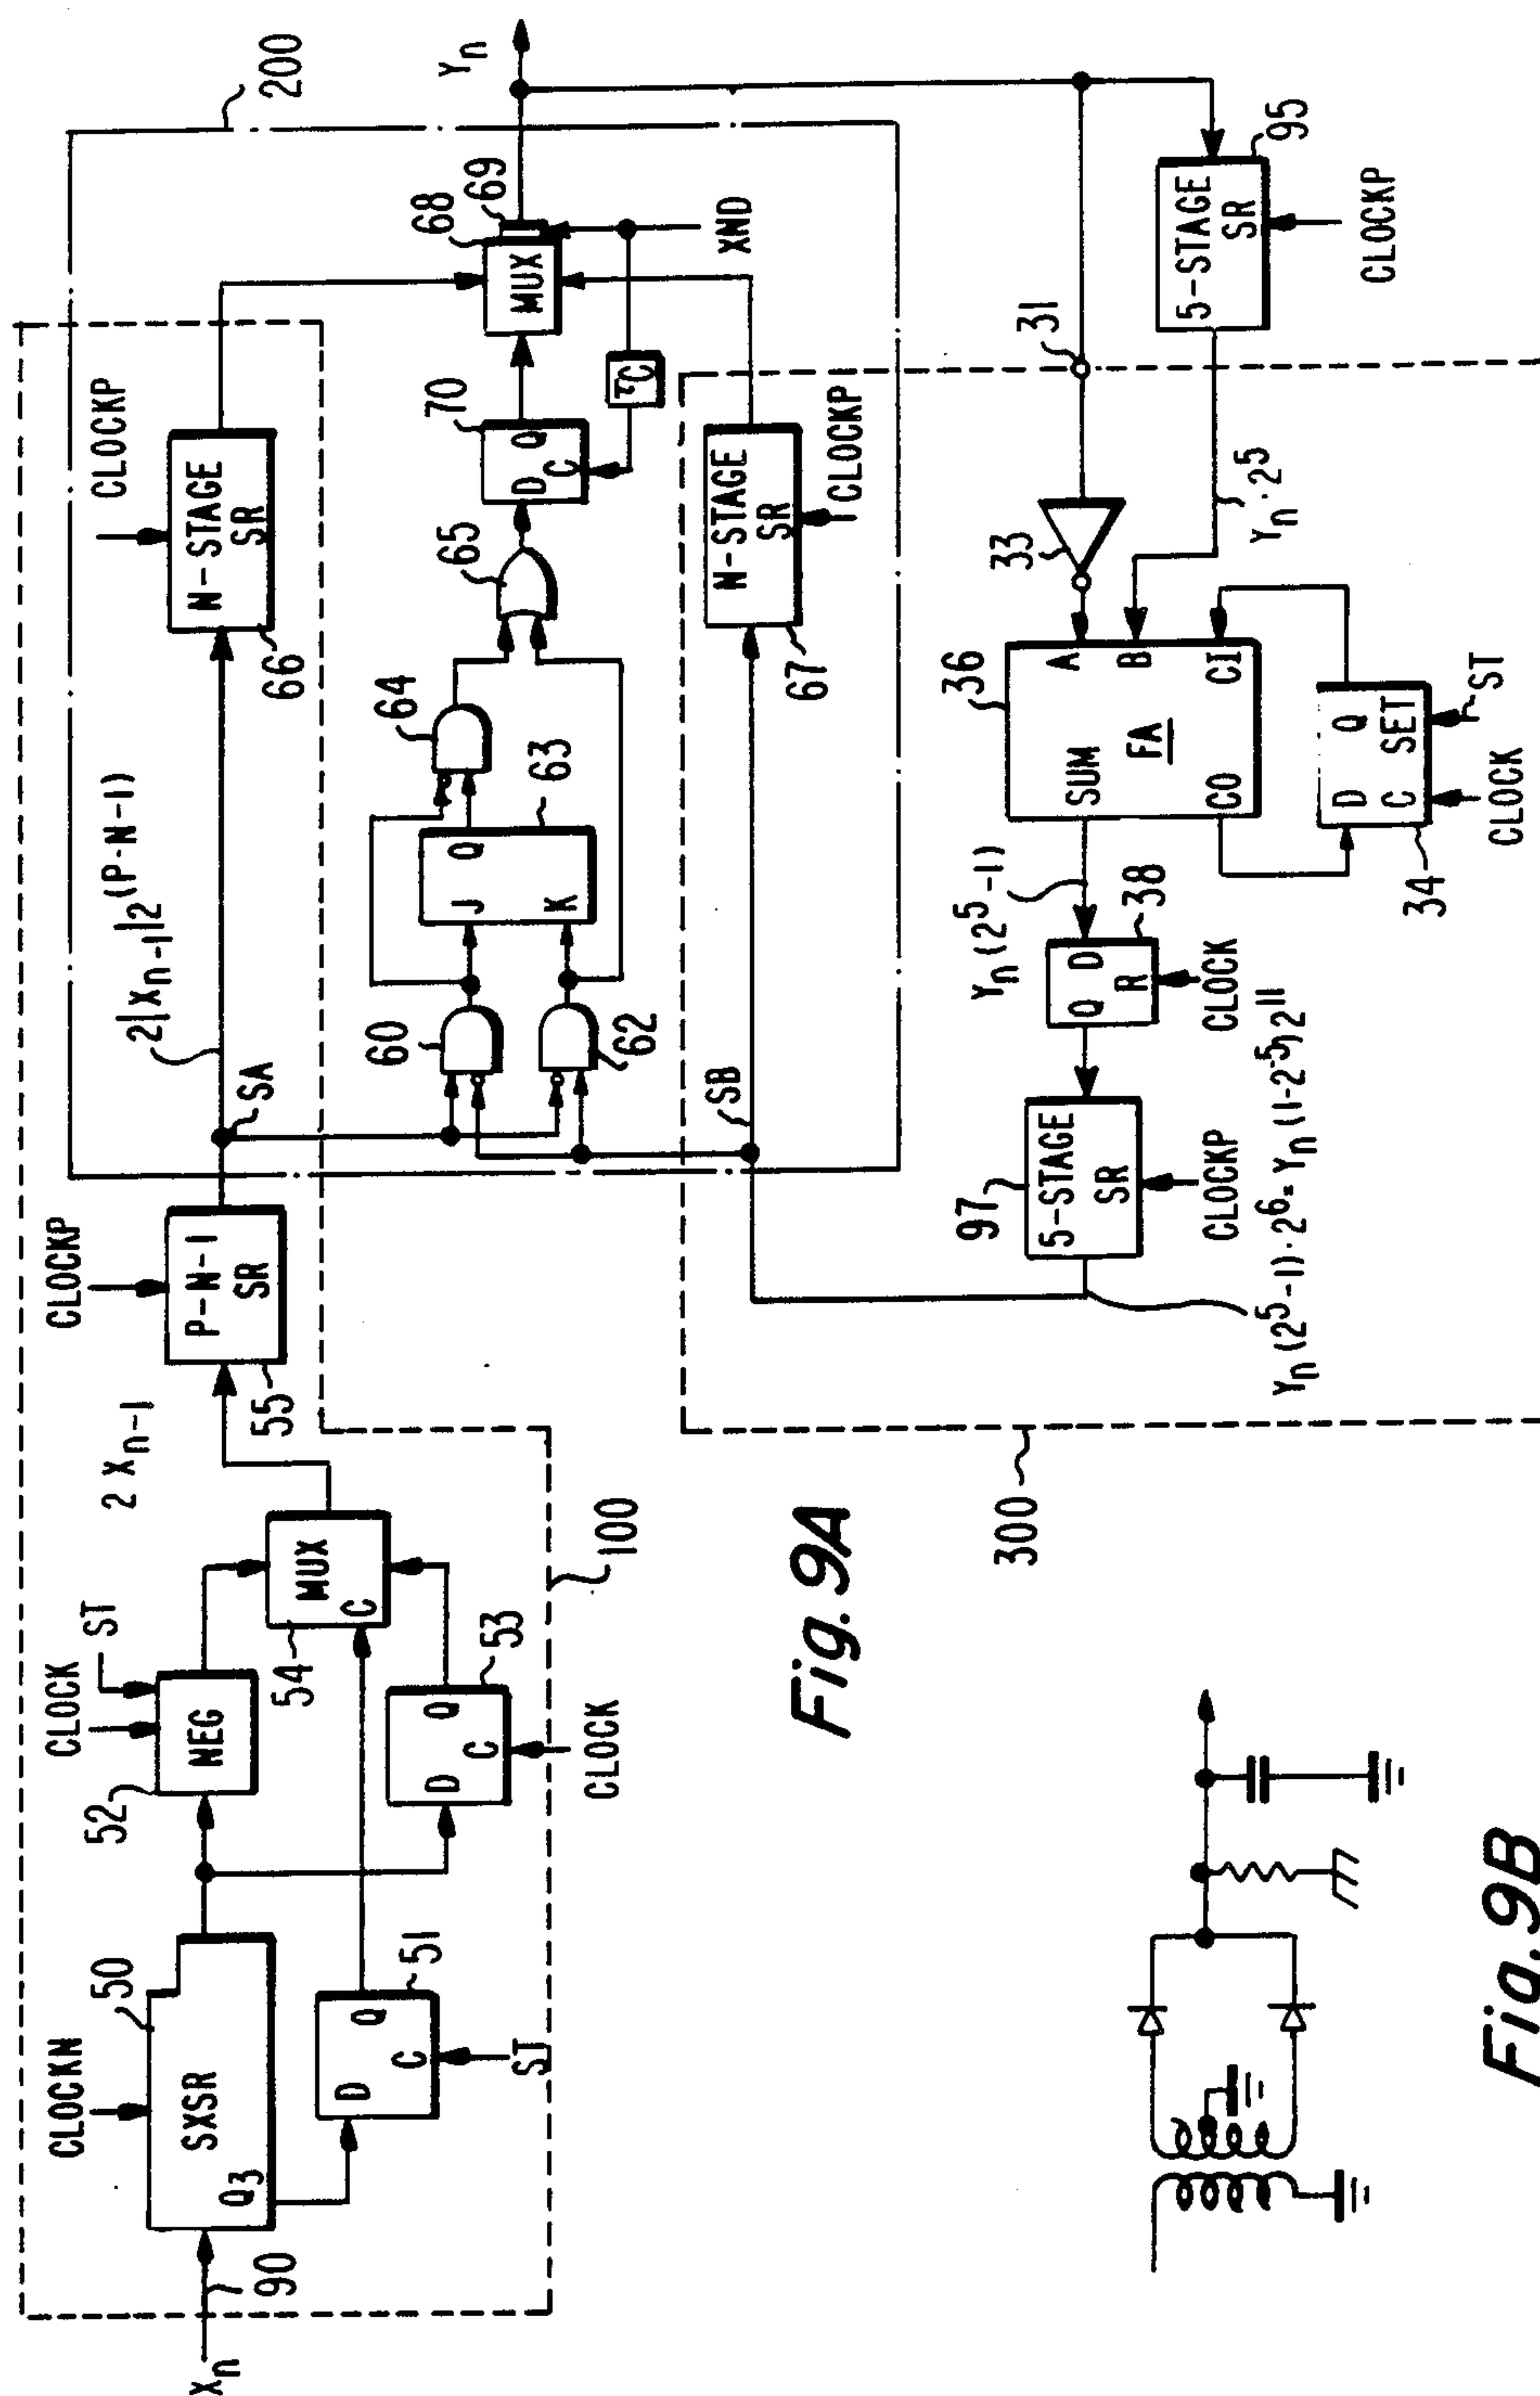 Xn
90
CLOCKN
50
SXSR
Q3
D
Q
C
51
ST
52
CLOCK
ST
NEG
D
Q
C
53
CLOCK
54
MUX
C
100
2 Xn-1
CLOCKP
P-N-1
SR
55
SA
2|Xn-1|2(P-N-1)
CLOCKP
N-STAGE
SR
66
200
60
62
J
Q
K
63
64
65
D
Q
C
70
τC
68
69
MUX
XND
Yn
SB
N-STAGE
SR
67
CLOCKP
31
33
5-STAGE
SR
95
CLOCKP
Yn·2^5
36
A
B
CI
SUM
FA
CO
D
Q
C
SET
34
CLOCK
ST
Yn(2^5-1)
Q
D
R
38
CLOCK
97
5-STAGE
SR
CLOCKP
Yn(2^5-1)·2^6=Yn(1-2^-5)2^11
300
Fig. 9A
Fig. 9B